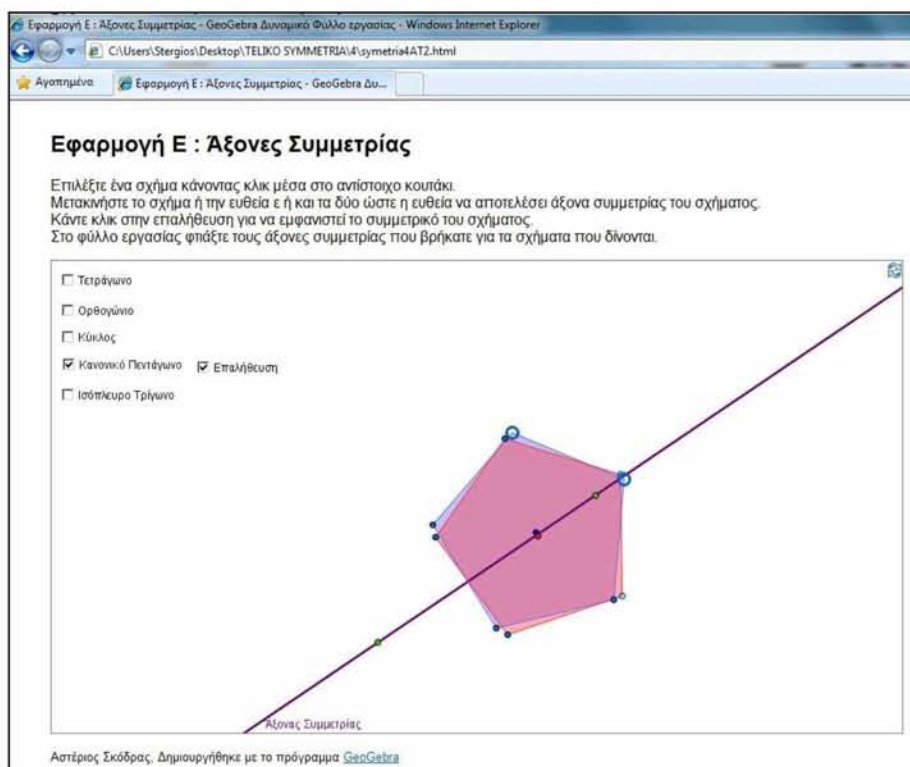 Εφαρμογή Ε : Άξονες Συμμετρίας - GeoGebra Δυναμικό Φύλλο εργασίας - Windows Internet Explorer
C:\Users\Stergios\Desktop\TELIKO SYMMETRIA\4\symetria4AT2.html
Αγαπημένα
Εφαρμογή Ε : Άξονες Συμμετρίας - GeoGebra Δυ...
Εφαρμογή Ε : Άξονες Συμμετρίας
Επιλέξτε ένα σχήμα κάνοντας κλικ μέσα στο αντίστοιχο κουτάκι.
Μετακινήστε το σχήμα ή την ευθεία ε ή και τα δύο ώστε η ευθεία να αποτελέσει άξονα συμμετρίας του σχήματος.
Κάντε κλικ στην επαλήθευση για να εμφανιστεί το συμμετρικό του σχήματος.
Στο φύλλο εργασίας φτιάξτε τους άξονες συμμετρίας που βρήκατε για τα σχήματα που δίνονται.
Τετράγωνο
Ορθογώνιο
Κύκλος
Κανονικό Πεντάγωνο Επαλήθευση
Ισόπλευρο Τρίγωνο
Άξονας Συμμετρίας
Αστέριος Σκόδρας, Δημιουργήθηκε με το πρόγραμμα GeoGebra